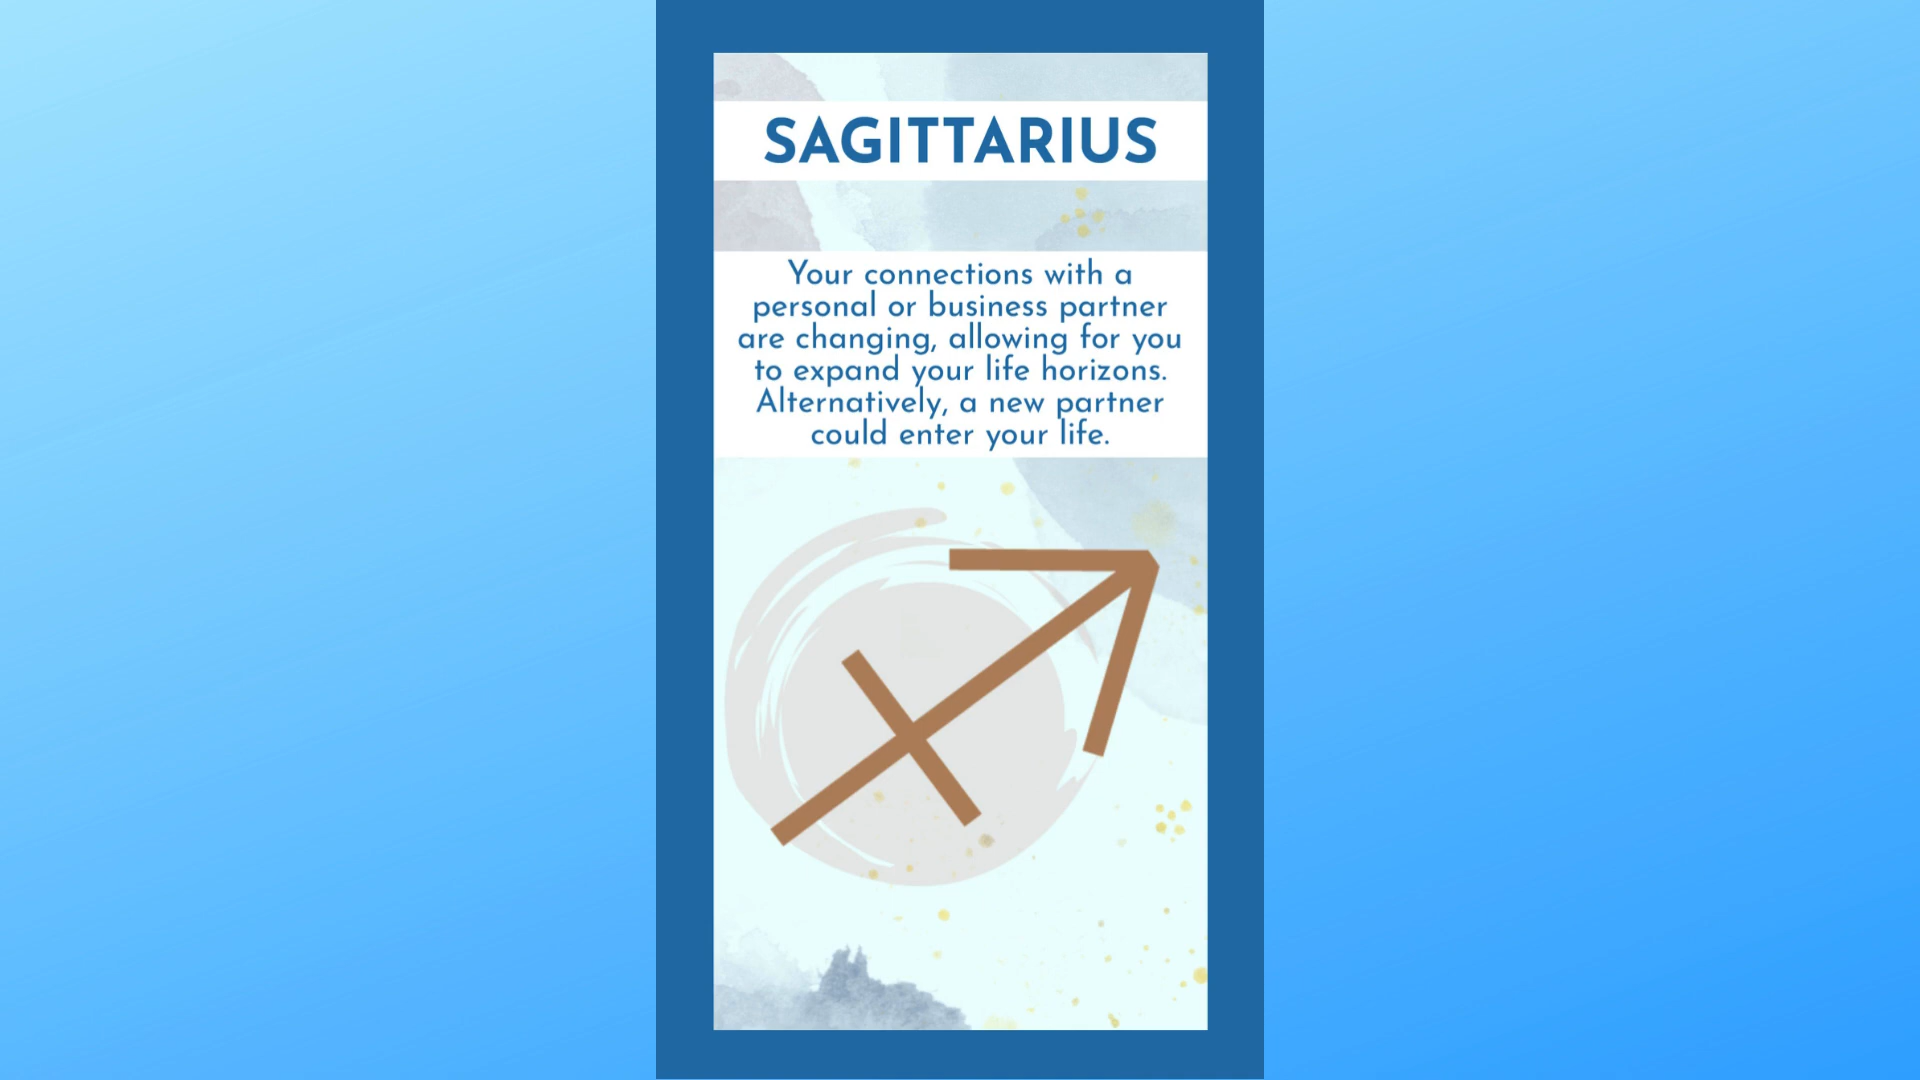 SAGITTARIUS
Your connections with a
personal or business partner
are changing, allowing for you
to expand your life horizons.
Alternatively, a new partner
could enter your life.